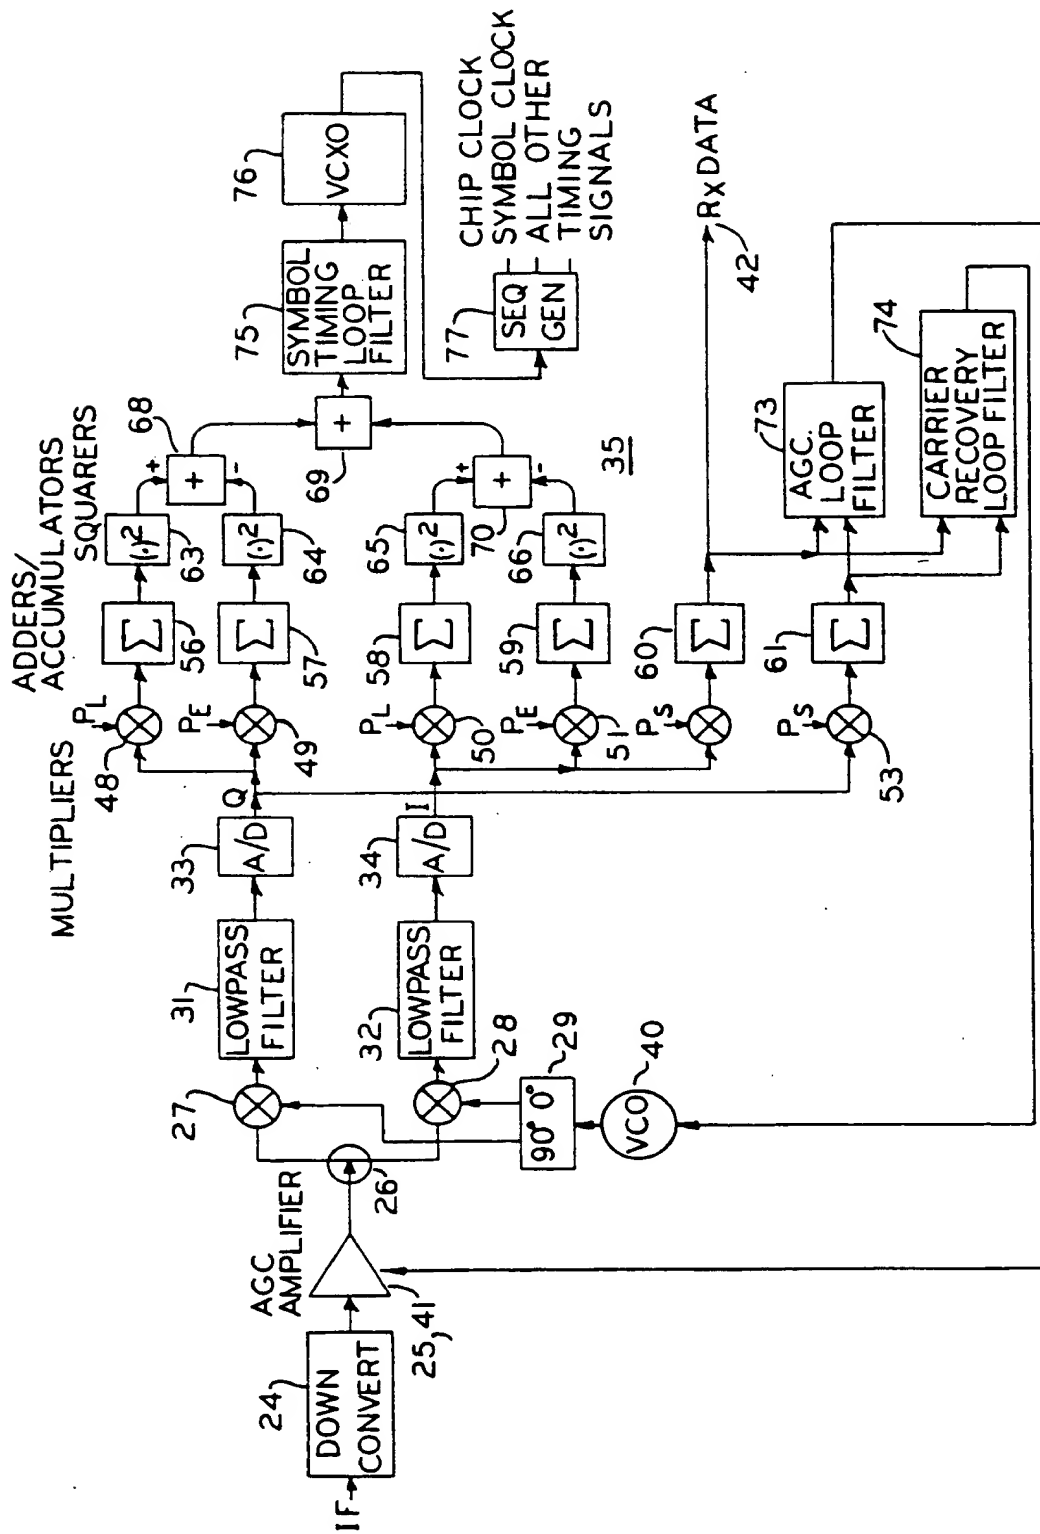 IF
24
DOWN
CONVERT
AGC
AMPLIFIER
25,41
26
27
28
90° 0°
29
VCO
40
31
LOWPASS
FILTER
32
LOWPASS
FILTER
33
A/D
34
A/D
Q
I
MULTIPLIERS
48
PL
PE
49
PL
50
PE
51
PS
PS
53
ADDERS/
ACCUMULATORS
SQUARERS
Σ
56
Σ
57
58
Σ
59
Σ
60
Σ
61
Σ
(·)2
63
(·)2
64
65
(·)2
66
(·)2
68
+
+
-
+
69
+
+
-
70
35
75
SYMBOL
TIMING
LOOP
FILTER
76
VCXO
77
SEQ
GEN
CHIP CLOCK
SYMBOL CLOCK
ALL OTHER
TIMING
SIGNALS
RX DATA
42
73
AGC.
LOOP
FILTER
74
CARRIER
RECOVERY
LOOP FILTER